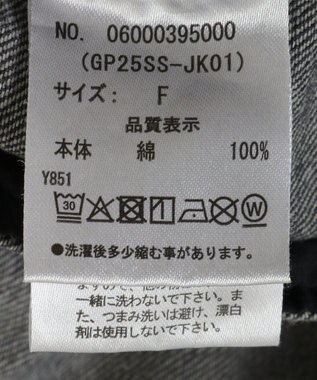 NO. 06000395000
(GP25SS-JK01)
サイズ: F
品質表示
本体 綿 100%
Y851
30
W
●洗濯後多少縮む事があります。
一緒に洗わないで下さい。ま
た、つまみ洗いは避け、漂白
剤は使用しないで下さい。